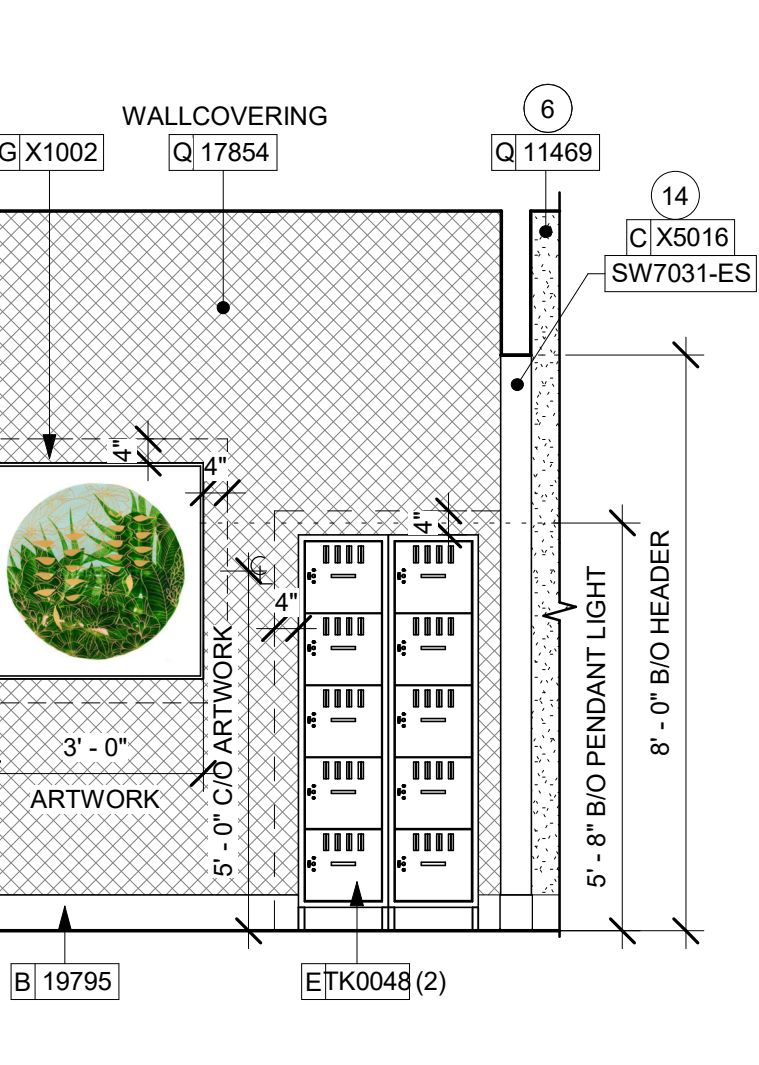 WALLCOVERING
6
G X1002
Q 17854
Q 11469
14
C X5016
SW7031-ES
4"
4"
4"
℄
4"
5' - 0" C/O ARTWORK
3' - 0"
ARTWORK
5' - 8" B/O PENDANT LIGHT
8' - 0" B/O HEADER
B 19795
E TK0048 (2)